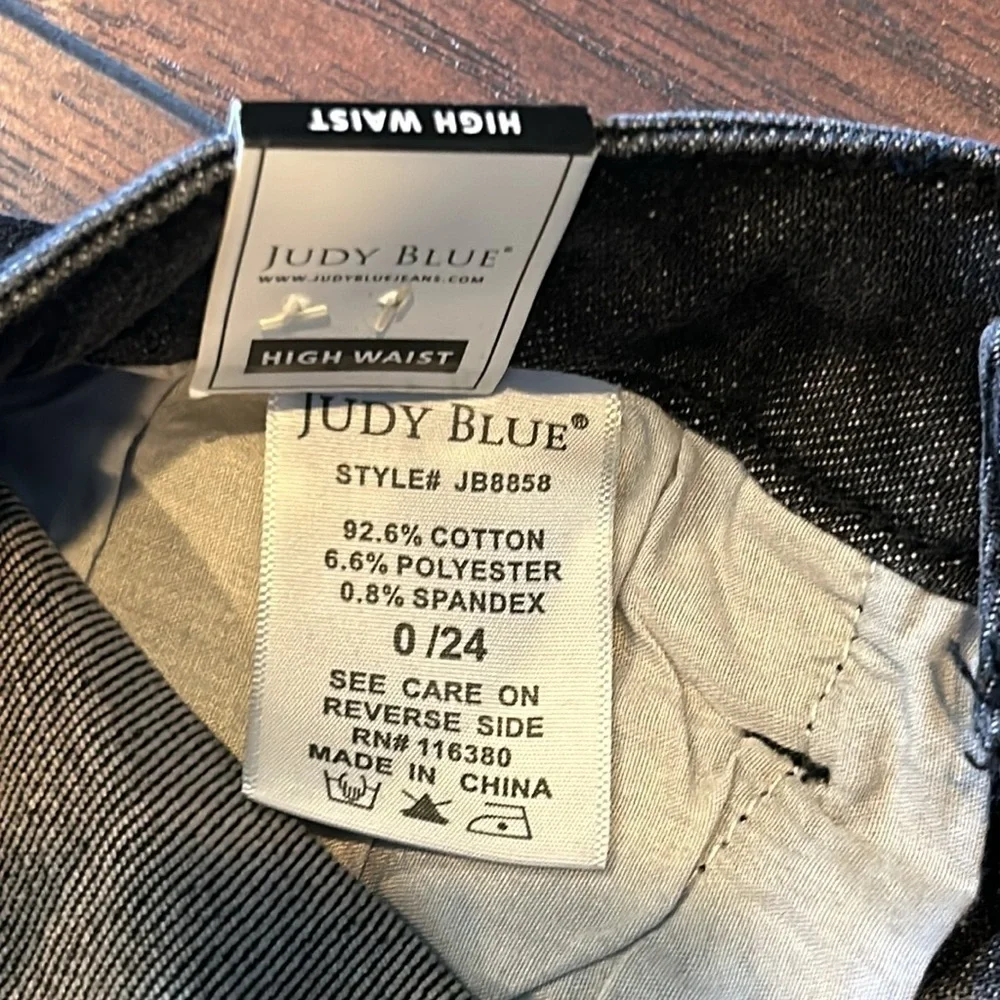 HIGH WAIST
JUDY BLUE®
WWW.JUDYBLUEJEANS.COM
HIGH WAIST
JUDY BLUE®
STYLE# JB8858
92.6% COTTON
6.6% POLYESTER
0.8% SPANDEX
0 /24
SEE CARE ON
REVERSE SIDE
RN# 116380
MADE IN CHINA